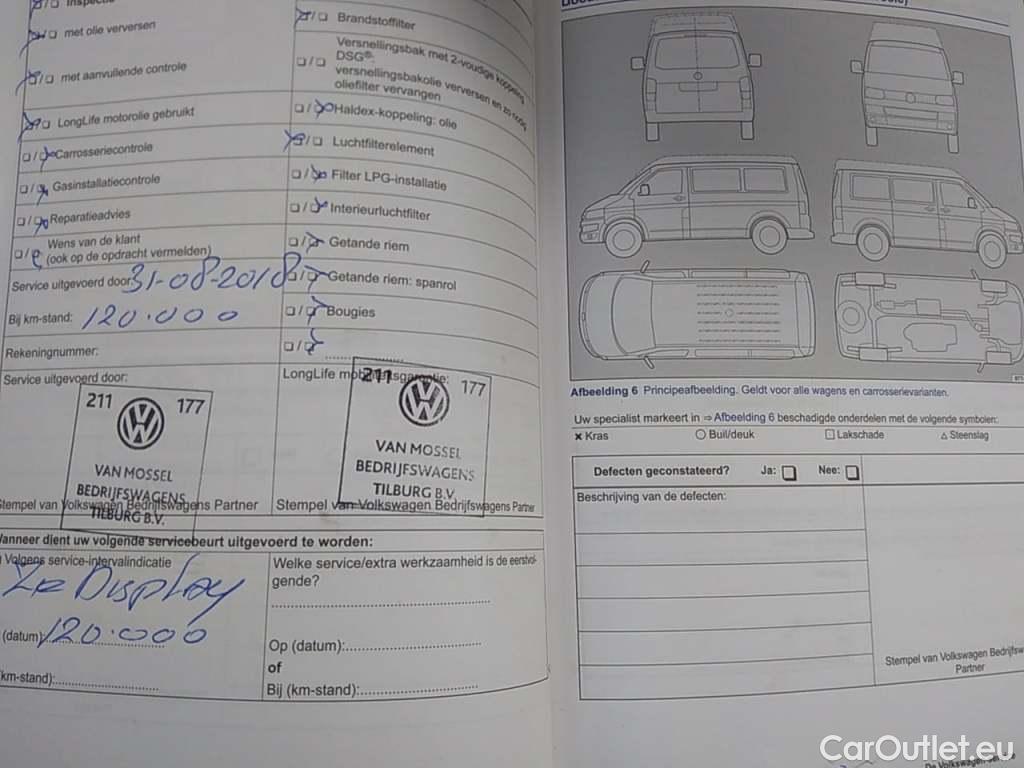 Inspectie
met olie verversen
met aanvullende controle
LongLife motorolie gebruikt
Carrosseriecontrole
Gasinstallatiecontrole
Reparatieadvies
Wens van de klant
(ook op de opdracht vermelden)
Service uitgevoerd door: 31-08-2018
Bij km-stand: 120.000
Rekeningnummer:
Service uitgevoerd door:
211 177
VAN MOSSEL
BEDRIJFSWAGENS
TILBURG B.V.
Stempel van Volkswagen Bedrijfswagens Partner
Brandstoffilter
Versnellingsbak met 2-voudige koppeling
DSG®:
versnellingsbakolie verversen en zo nodig
oliefilter vervangen
Haldex-koppeling: olie
Luchtfilterelement
Filter LPG-installatie
Interieurluchtfilter
Getande riem
Getande riem: spanrol
Bougies
LongLife mobiliteitsgarantie:
211 177
VAN MOSSEL
BEDRIJFSWAGENS
TILBURG B.V.
Stempel van Volkswagen Bedrijfswagens Partner
Wanneer dient uw volgende servicebeurt uitgevoerd te worden:
Volgens service-intervalindicatie
Display
(datum): 120.000
km-stand):
Welke service/extra werkzaamheid is de eerstvol-
gende?
Op (datum):
of
Bij (km-stand):
Afbeelding 6 Principeafbeelding. Geldt voor alle wagens en carrosserievarianten.
Uw specialist markeert in ⇒ Afbeelding 6 beschadigde onderdelen met de volgende symbolen:
× Kras ○ Buil/deuk □ Lakschade △ Steenslag
Defecten geconstateerd? Ja: Nee:
Beschrijving van de defecten:
Stempel van Volkswagen Bedrijfswa
Partner
De Volkswagen service
CarOutlet.eu